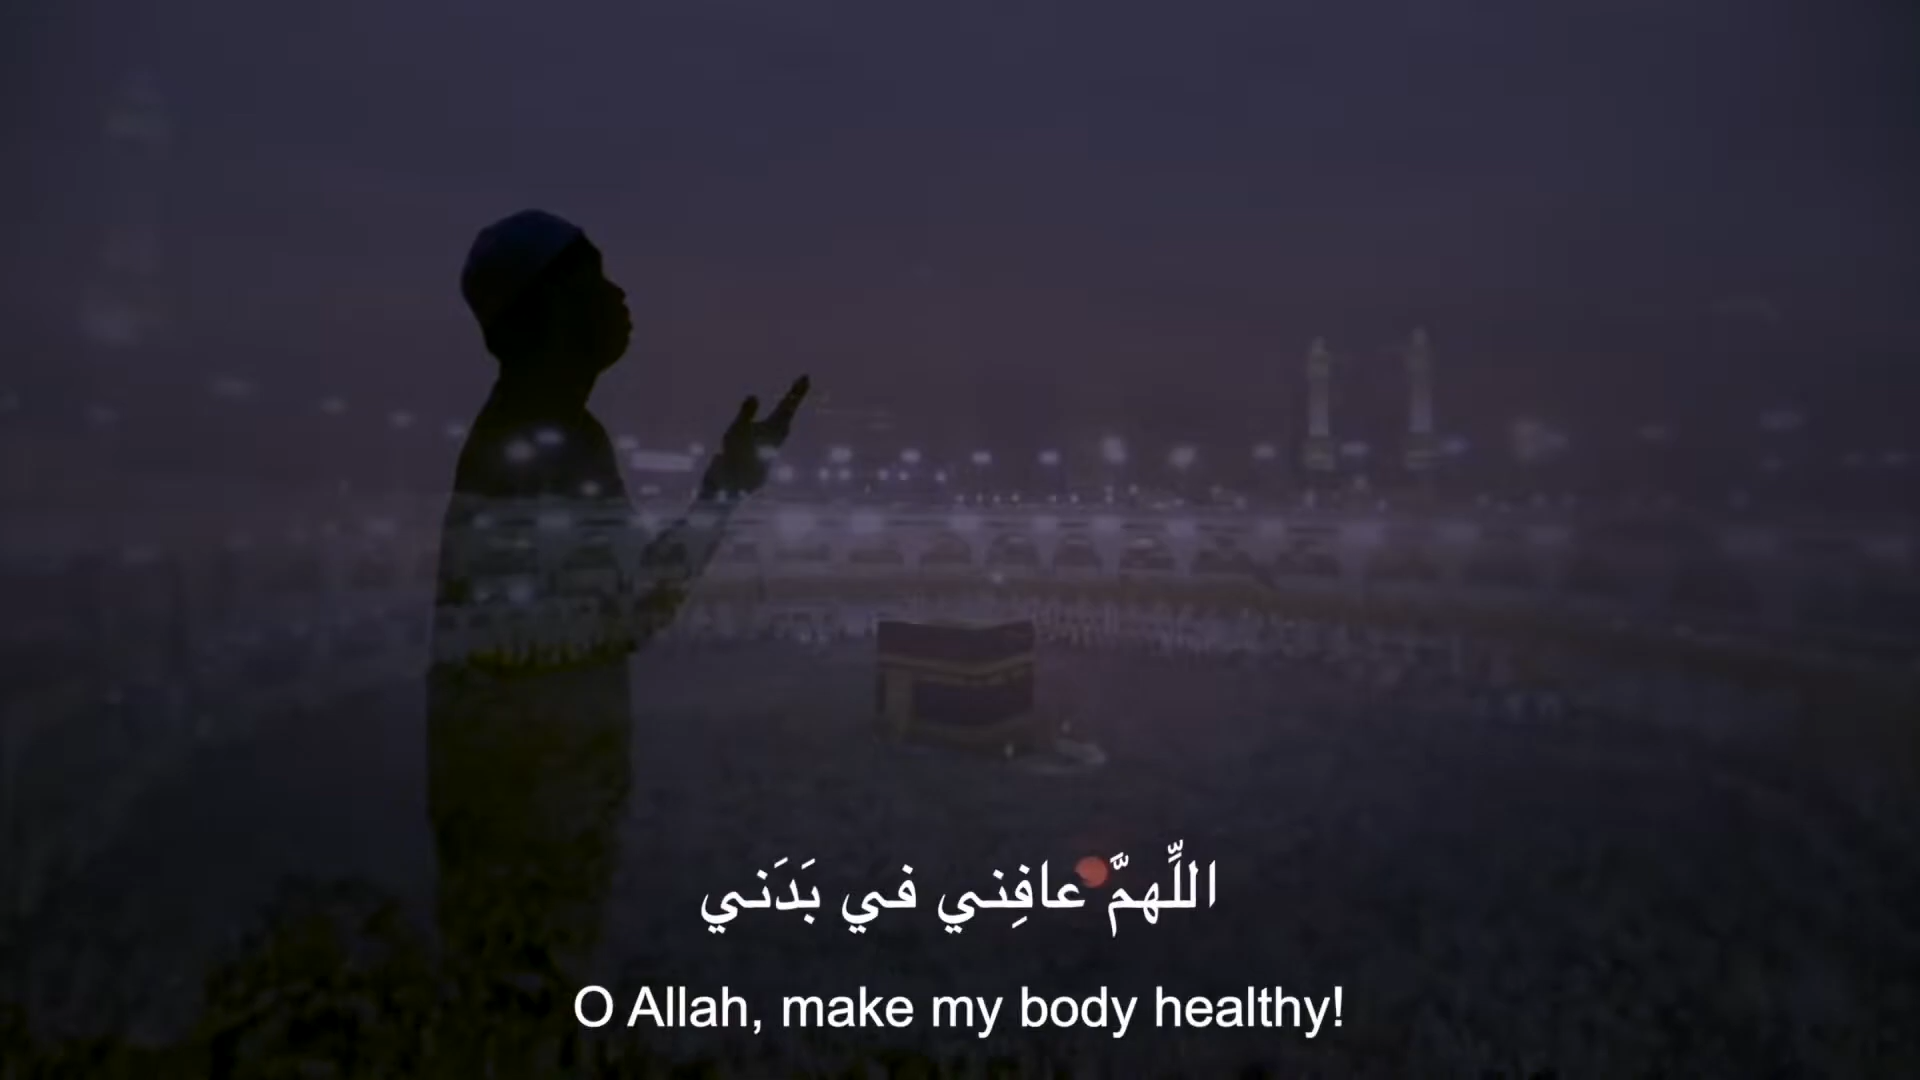 اللِّهمَّ عافِني في بَدَني
O Allah, make my body healthy!